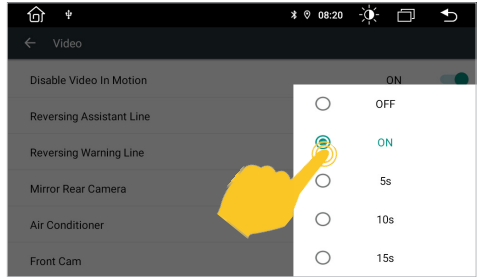 08:20
Video
Disable Video In Motion ON
Reversing Assistant Line
OFF
Reversing Warning Line
ON
Mirror Rear Camera
5s
Air Conditioner
10s
Front Cam
15s